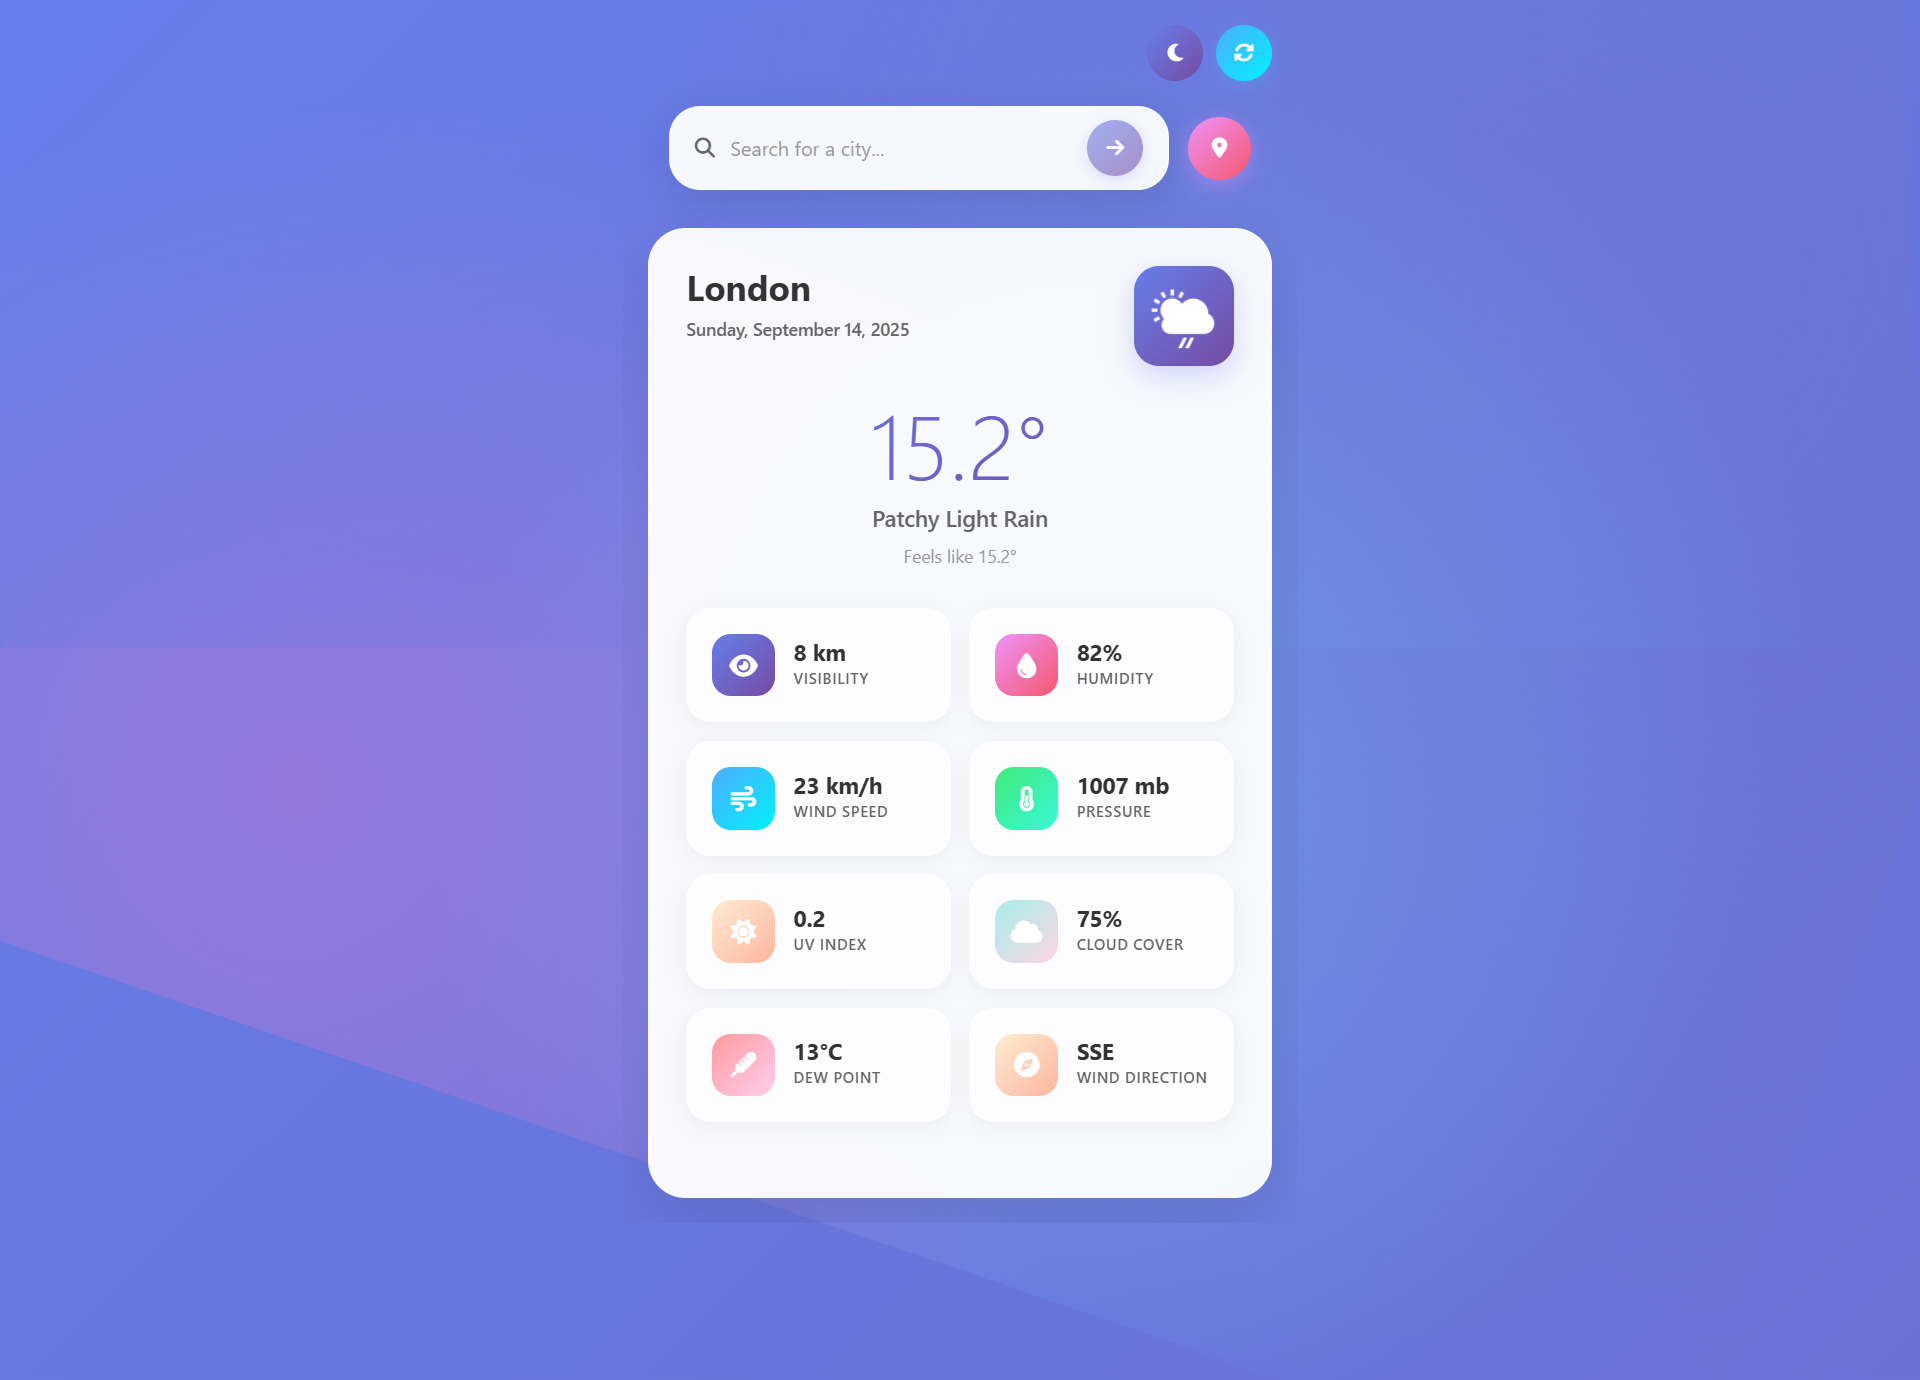 Search for a city...
London
Sunday, September 14, 2025
15.2°
Patchy Light Rain
Feels like 15.2°
8 km
VISIBILITY
82%
HUMIDITY
23 km/h
WIND SPEED
1007 mb
PRESSURE
0.2
UV INDEX
75%
CLOUD COVER
13°C
DEW POINT
SSE
WIND DIRECTION